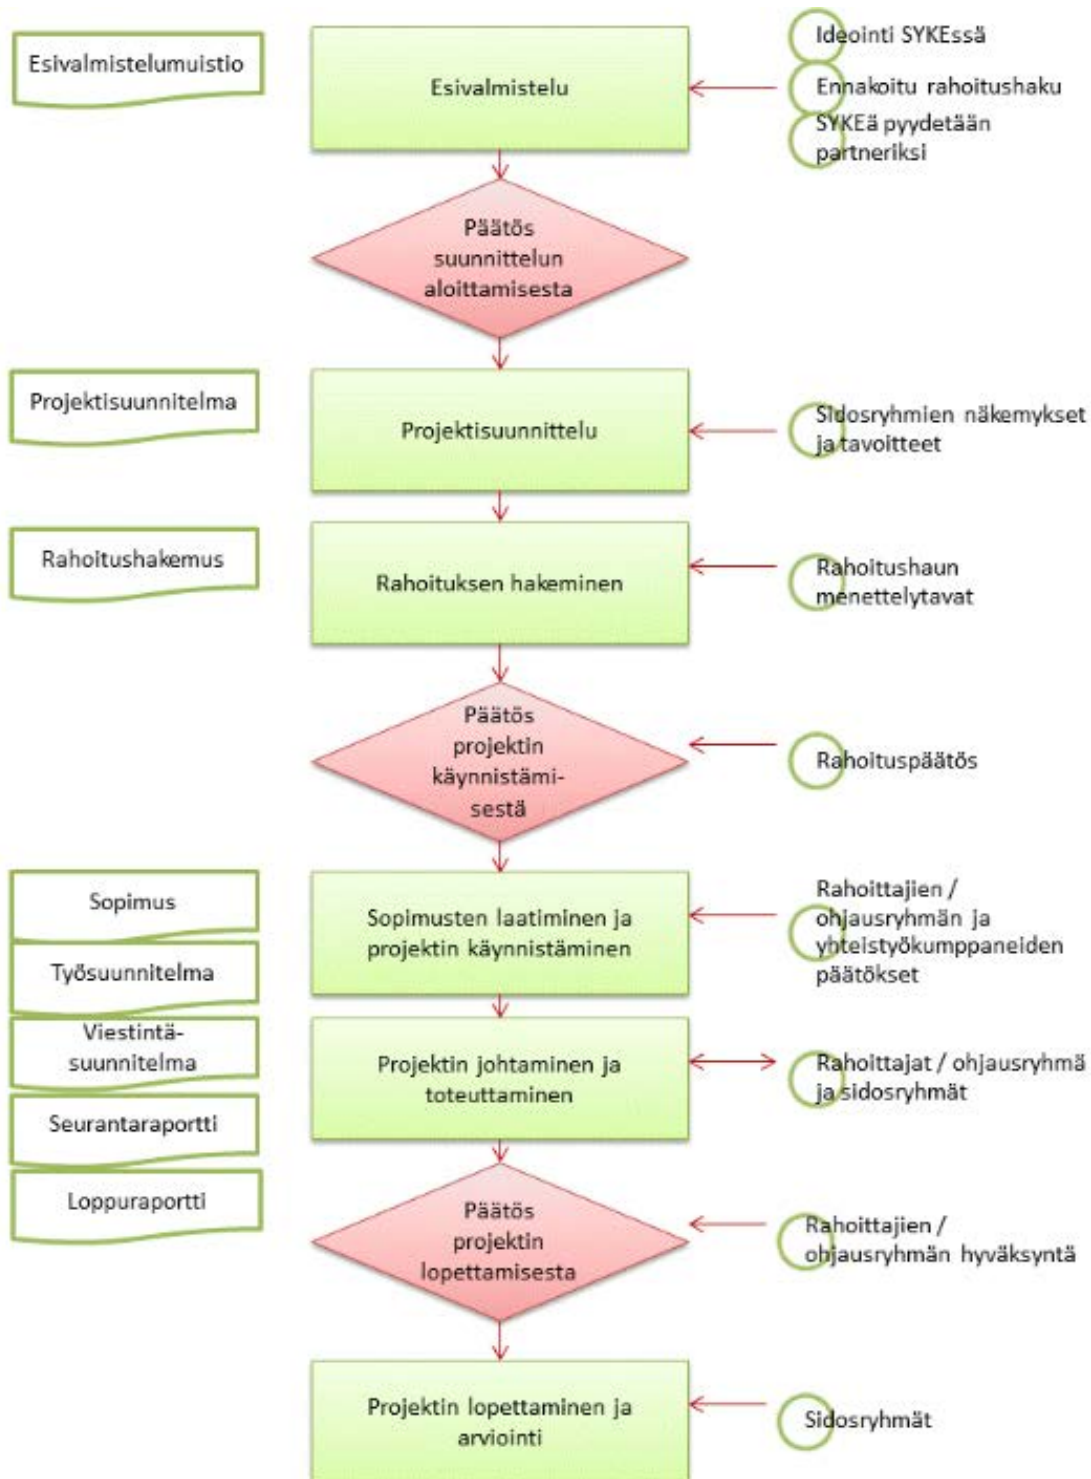 Esivalmistelumuistio
Esivalmistelu
Ideointi SYKEssä
Ennakoitu rahoitushaku
SYKEä pyydetään
partneriksi
Päätös
suunnittelun
aloittamisesta
Projektisuunnitelma
Projektisuunnittelu
Sidosryhmien näkemykset
ja tavoitteet
Rahoitushakemus
Rahoituksen hakeminen
Rahoitushaun
menettelytavat
Päätös
projektin
käynnistämi-
sestä
Rahoituspäätös
Sopimus
Työsuunnitelma
Sopimusten laatiminen ja
projektin käynnistäminen
Rahoittajien /
ohjausryhmän ja
yhteistyökumppaneiden
päätökset
Viestintä-
suunnitelma
Seurantaraportti
Projektin johtaminen ja
toteuttaminen
Rahoittajat / ohjausryhmä
ja sidosryhmät
Loppuraportti
Päätös
projektin
lopettamisesta
Rahoittajien /
ohjausryhmän hyväksyntä
Projektin lopettaminen ja
arviointi
Sidosryhmät